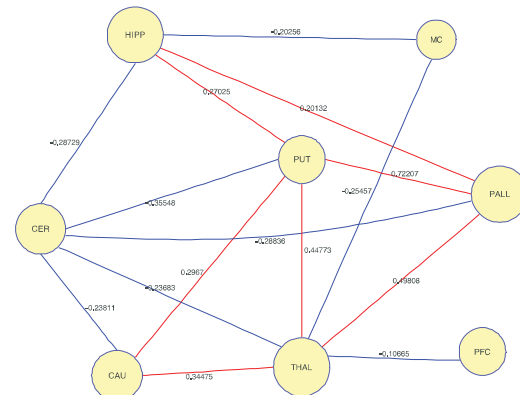 HIPP
-0.20256
MC
0.27025
0.20132
-0.28729
PUT
0.72207
-0.25457
PALL
-0.35548
CER
-0.28836
0.44773
0.2967
0.49808
-0.23683
-0.23811
PFC
-0.10665
THAL
CAU
0.34475